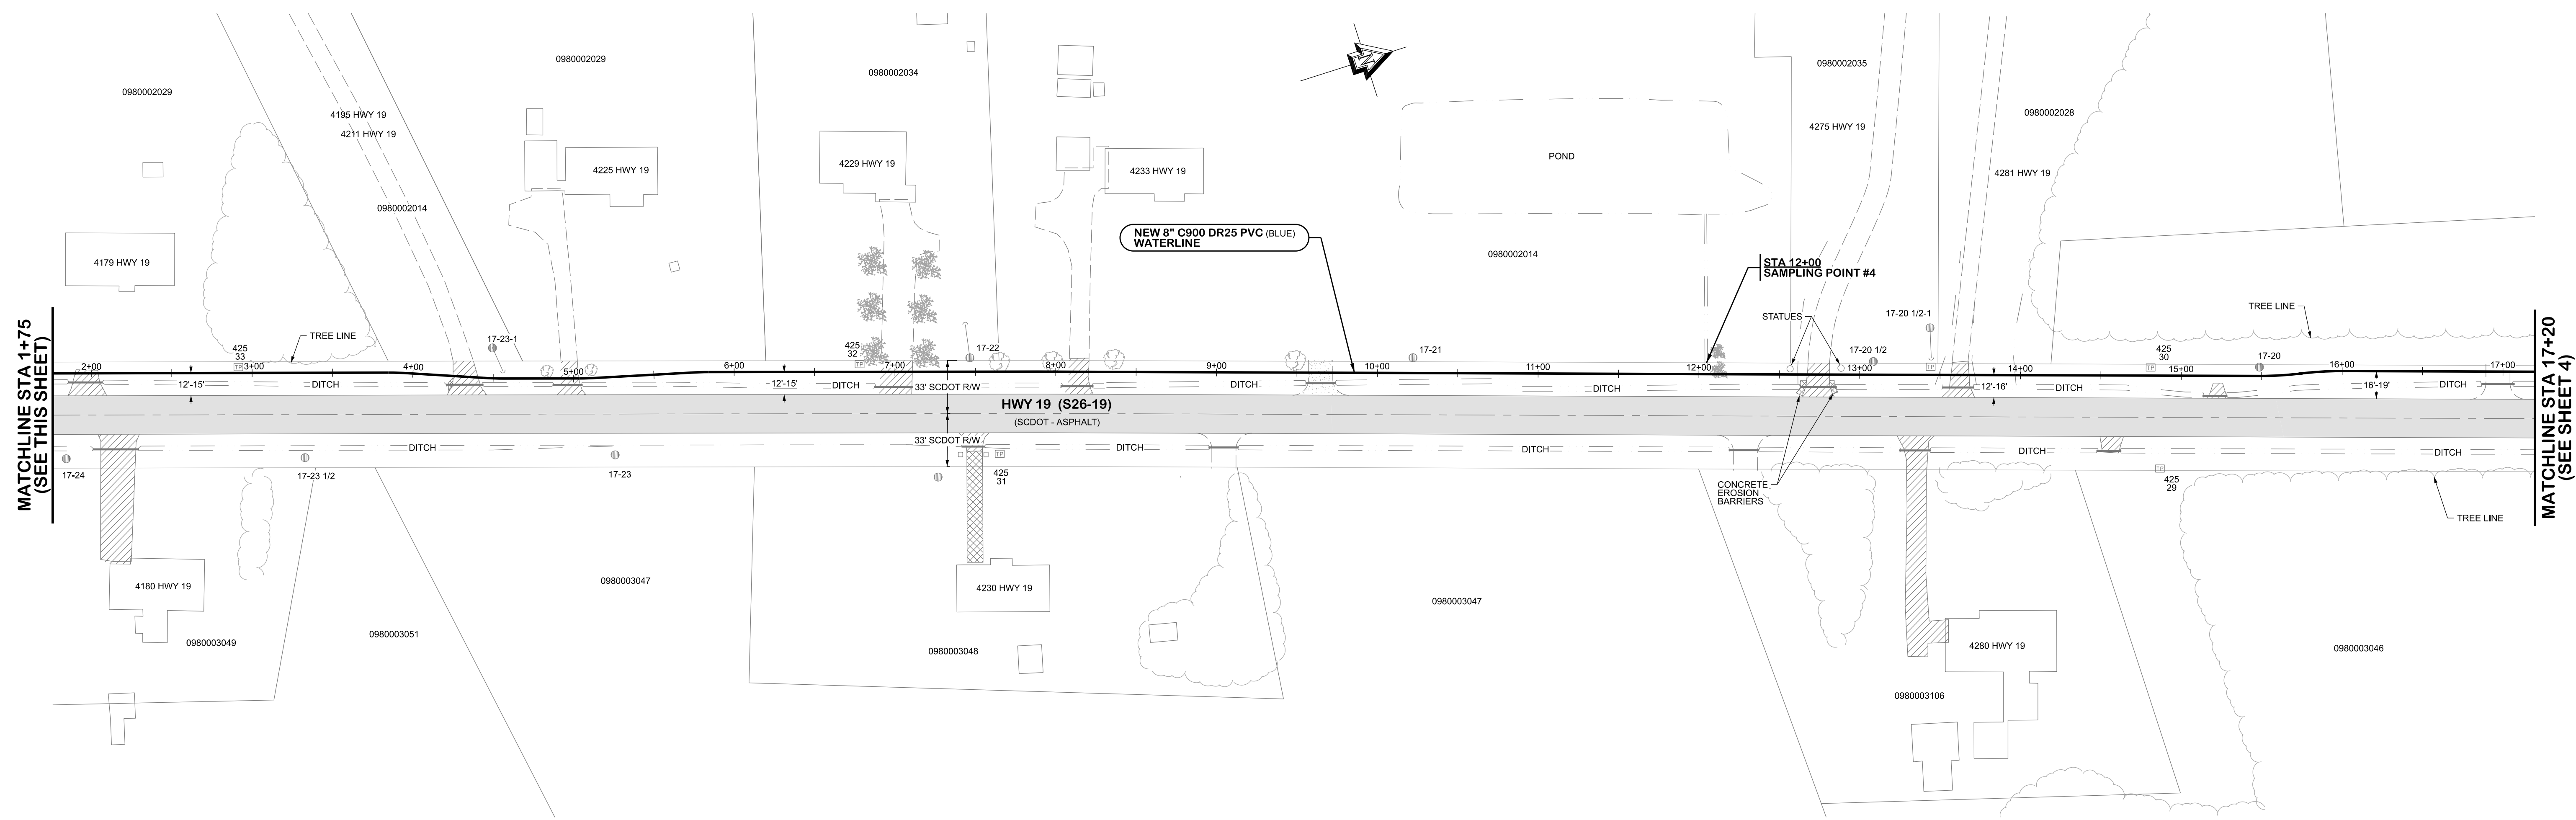 MATCHLINE STA 1+75
(SEE THIS SHEET)
0980002029
4195 HWY 19
4211 HWY 19
0980002014
0980002029
4225 HWY 19
0980002034
4229 HWY 19
4233 HWY 19
N
POND
0980002014
0980002035
4275 HWY 19
0980002028
4281 HWY 19
4179 HWY 19
NEW 8" C900 DR25 PVC (BLUE)
WATERLINE
STA 12+00
SAMPLING POINT #4
STATUES
TREE LINE
TREE LINE
425
33
TP
17-23-1
425
32
TP
17-22
17-21
17-20 1/2
17-20 1/2-1
TP
425
30
TP
17-20
2+00
3+00
4+00
5+00
6+00
7+00
8+00
9+00
10+00
11+00
12+00
13+00
14+00
15+00
16+00
17+00
12'-15'
DITCH
12'-15'
DITCH
33' SCDOT R/W
DITCH
DITCH
12'-16'
DITCH
16'-19'
DITCH
HWY 19 (S26-19)
(SCDOT - ASPHALT)
33' SCDOT R/W
DITCH
DITCH
DITCH
DITCH
DITCH
17-24
17-23 1/2
17-23
TP
425
31
CONCRETE
EROSION
BARRIERS
TP
425
29
TREE LINE
4180 HWY 19
0980003049
0980003051
0980003047
4230 HWY 19
0980003048
0980003047
4280 HWY 19
0980003106
0980003046
MATCHLINE STA 17+20
(SEE SHEET 4)